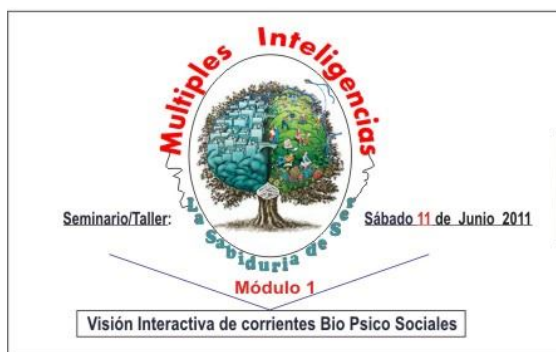 Multiples Inteligencias
La Sabiduria de Ser
Seminario/Taller:
Sábado 11 de Junio 2011
Módulo 1
Visión Interactiva de corrientes Bio Psico Sociales